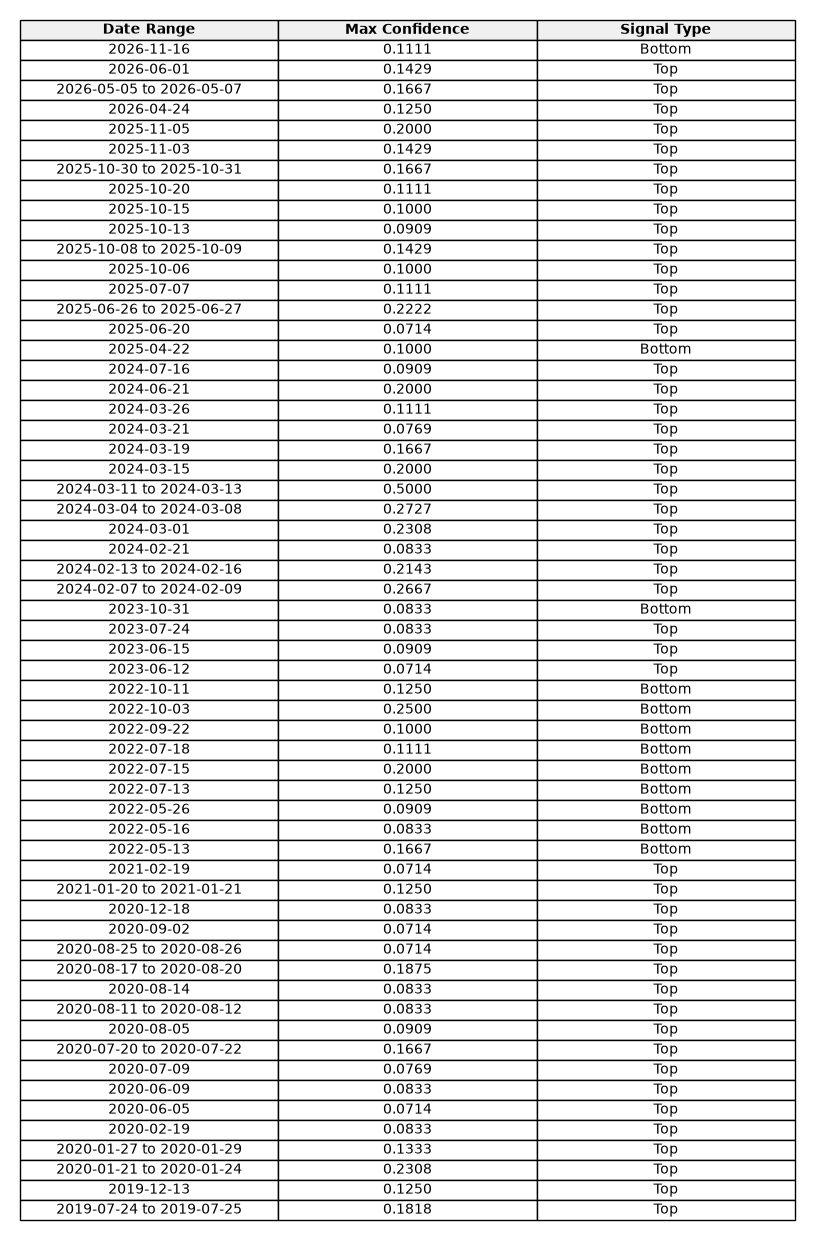 Date Range Max Confidence Signal Type
2026-11-16 0.1111 Bottom
2026-06-01 0.1429 Top
2026-05-05 to 2026-05-07 0.1667 Top
2026-04-24 0.1250 Top
2025-11-05 0.2000 Top
2025-11-03 0.1429 Top
2025-10-30 to 2025-10-31 0.1667 Top
2025-10-20 0.1111 Top
2025-10-15 0.1000 Top
2025-10-13 0.0909 Top
2025-10-08 to 2025-10-09 0.1429 Top
2025-10-06 0.1000 Top
2025-07-07 0.1111 Top
2025-06-26 to 2025-06-27 0.2222 Top
2025-06-20 0.0714 Top
2025-04-22 0.1000 Bottom
2024-07-16 0.0909 Top
2024-06-21 0.2000 Top
2024-03-26 0.1111 Top
2024-03-21 0.0769 Top
2024-03-19 0.1667 Top
2024-03-15 0.2000 Top
2024-03-11 to 2024-03-13 0.5000 Top
2024-03-04 to 2024-03-08 0.2727 Top
2024-03-01 0.2308 Top
2024-02-21 0.0833 Top
2024-02-13 to 2024-02-16 0.2143 Top
2024-02-07 to 2024-02-09 0.2667 Top
2023-10-31 0.0833 Bottom
2023-07-24 0.0833 Top
2023-06-15 0.0909 Top
2023-06-12 0.0714 Top
2022-10-11 0.1250 Bottom
2022-10-03 0.2500 Bottom
2022-09-22 0.1000 Bottom
2022-07-18 0.1111 Bottom
2022-07-15 0.2000 Bottom
2022-07-13 0.1250 Bottom
2022-05-26 0.0909 Bottom
2022-05-16 0.0833 Bottom
2022-05-13 0.1667 Bottom
2021-02-19 0.0714 Top
2021-01-20 to 2021-01-21 0.1250 Top
2020-12-18 0.0833 Top
2020-09-02 0.0714 Top
2020-08-25 to 2020-08-26 0.0714 Top
2020-08-17 to 2020-08-20 0.1875 Top
2020-08-14 0.0833 Top
2020-08-11 to 2020-08-12 0.0833 Top
2020-08-05 0.0909 Top
2020-07-20 to 2020-07-22 0.1667 Top
2020-07-09 0.0769 Top
2020-06-09 0.0833 Top
2020-06-05 0.0714 Top
2020-02-19 0.0833 Top
2020-01-27 to 2020-01-29 0.1333 Top
2020-01-21 to 2020-01-24 0.2308 Top
2019-12-13 0.1250 Top
2019-07-24 to 2019-07-25 0.1818 Top